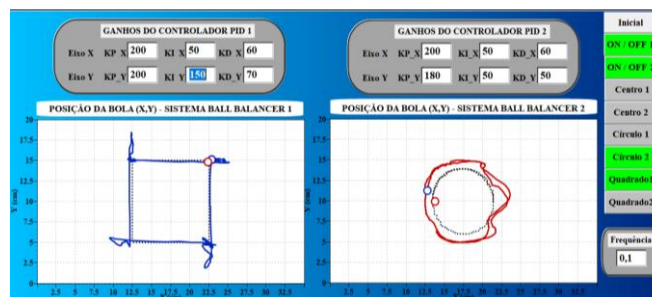 GANHOS DO CONTROLADOR PID 1
Eixo X KP_X 200 KI_X 50 KD_X 60
Eixo Y KP_Y 200 KI_Y 150 KD_Y 70
GANHOS DO CONTROLADOR PID 2
Eixo X KP_X 200 KI_X 50 KD_X 60
Eixo Y KP_Y 180 KI_Y 50 KD_Y 50
POSIÇÃO DA BOLA (X,Y) - SISTEMA BALL BALANCER 1
20
17.5
15
12.5
10
7.5
5
2.5
0
Y (cm)
2.5 5 7.5 10 12.5 15 17.5 20 22.5 25 27.5 30 32.5
POSIÇÃO DA BOLA (X,Y) - SISTEMA BALL BALANCER 2
20
17.5
15
12.5
10
7.5
5
2.5
0
Y (cm)
2.5 5 7.5 10 12.5 15 17.5 20 22.5 25 27.5 30 32.5
Inicial
ON / OFF 1
ON / OFF 2
Centro 1
Centro 2
Círculo 1
Círculo 2
Quadrado1
Quadrado2
Frequência
0,1